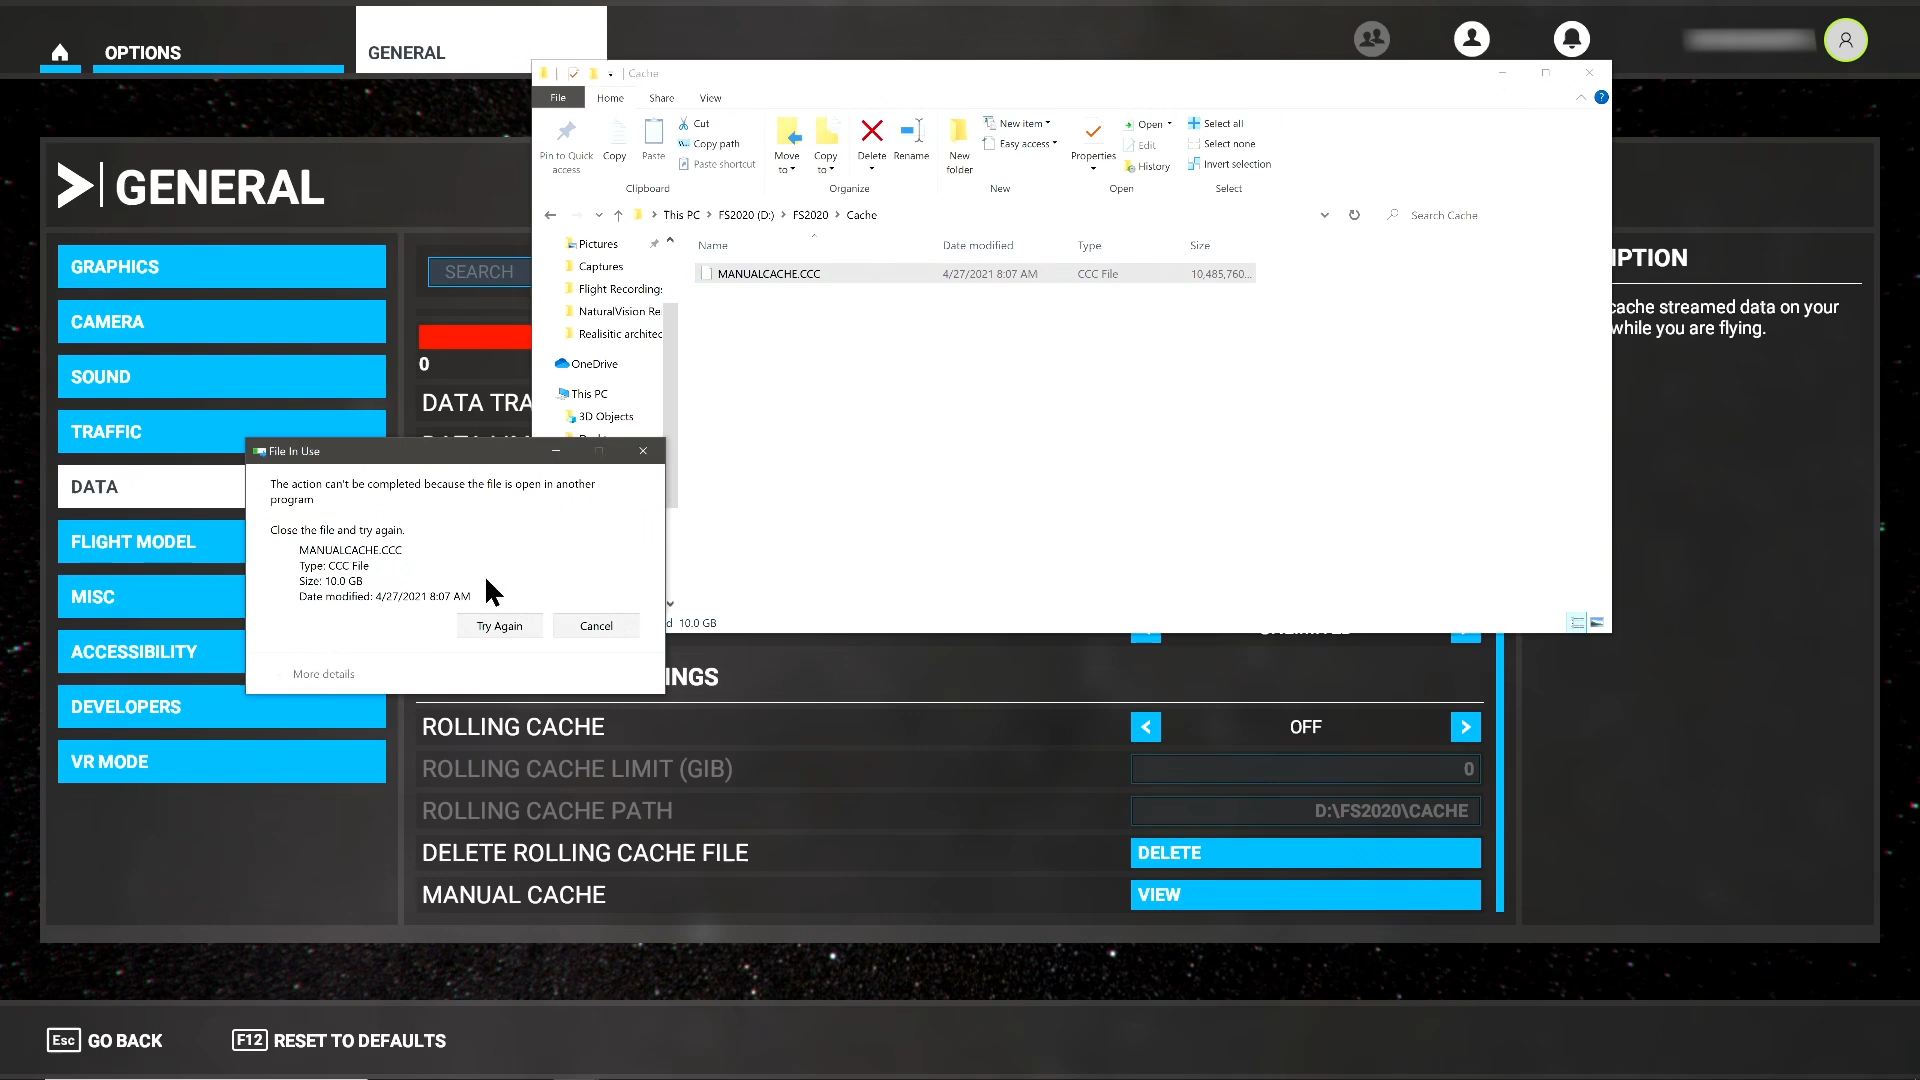 OPTIONS
GENERAL
Cache
File
Home
Share
View
Pin to Quick
access
Copy
Paste
Cut
Copy path
Paste shortcut
Clipboard
Move
to
Copy
to
Delete
Rename
Organize
New
folder
New item
Easy access
New
Properties
Open
Edit
History
Open
Select all
Select none
Invert selection
Select
This PC > FS2020 (D:) > FS2020 > Cache
Search Cache
Name
Date modified
Type
Size
MANUALCACHE.CCC
4/27/2021 8:07 AM
CCC File
10,485,760...
Pictures
Captures
Flight Recordings
NaturalVision Re
Realisitic architec
OneDrive
This PC
3D Objects
10.0 GB
GENERAL
GRAPHICS
CAMERA
SOUND
TRAFFIC
DATA
FLIGHT MODEL
MISC
ACCESSIBILITY
DEVELOPERS
VR MODE
SEARCH
0
DATA TRA
IPTION
cache streamed data on your
while you are flying.
File In Use
The action can't be completed because the file is open in another
program
Close the file and try again.
MANUALCACHE.CCC
Type: CCC File
Size: 10.0 GB
Date modified: 4/27/2021 8:07 AM
Try Again
Cancel
More details
INGS
ROLLING CACHE
OFF
ROLLING CACHE LIMIT (GIB)
0
ROLLING CACHE PATH
D:\FS2020\CACHE
DELETE ROLLING CACHE FILE
DELETE
MANUAL CACHE
VIEW
Esc GO BACK
F12 RESET TO DEFAULTS